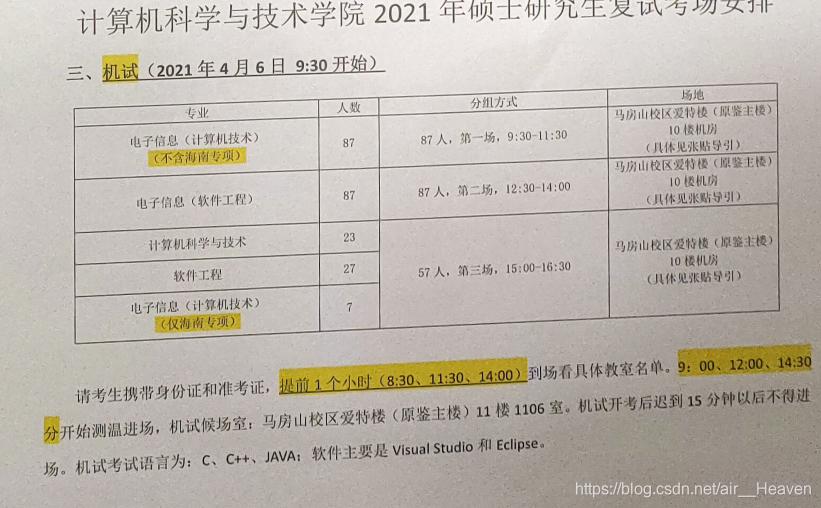 计算机科学与技术学院 2021 年硕士研究生复试考场安排
三、机试（2021 年 4 月 6 日 9:30 开始）
专业 人数 分组方式 场地
电子信息（计算机技术）
（不含海南专项）
87
87 人，第一场，9:30-11:30
马房山校区爱特楼（原鉴主楼）
10 楼机房
（具体见张贴导引）
电子信息（软件工程）
87
87 人，第二场，12:30-14:00
马房山校区爱特楼（原鉴主楼）
10 楼机房
（具体见张贴导引）
计算机科学与技术
23
软件工程
27
电子信息（计算机技术）
（仅海南专项）
7
57 人，第三场，15:00-16:30
马房山校区爱特楼（原鉴主楼）
10 楼机房
（具体见张贴导引）
请考生携带身份证和准考证，提前 1 个小时（8:30、11:30、14:00）到场看具体教室名单。9：00、12:00、14:30
分开始测温进场，机试候场室：马房山校区爱特楼（原鉴主楼）11 楼 1106 室。机试开考后迟到 15 分钟以后不得进
场。机试考试语言为：C、C++、JAVA；软件主要是 Visual Studio 和 Eclipse。
https://blog.csdn.net/air__Heaven